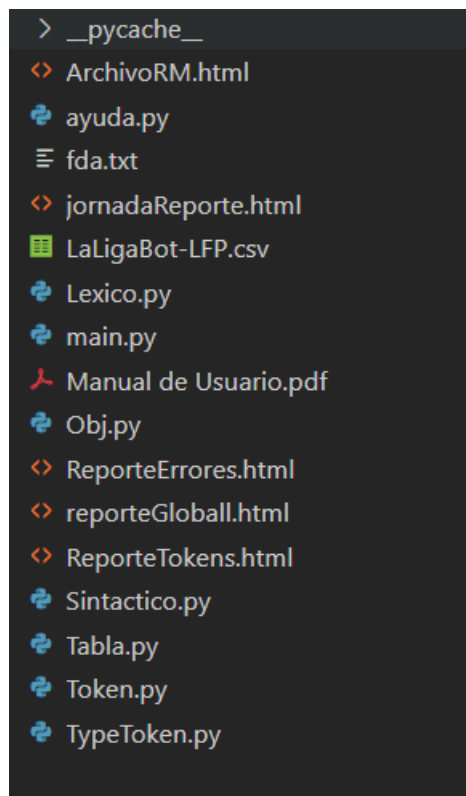 __pycache__
ArchivoRM.html
ayuda.py
fda.txt
jornadaReporte.html
LaLigaBot-LFP.csv
Lexico.py
main.py
Manual de Usuario.pdf
Obj.py
ReporteErrores.html
reporteGloball.html
ReporteTokens.html
Sintactico.py
Tabla.py
Token.py
TypeToken.py